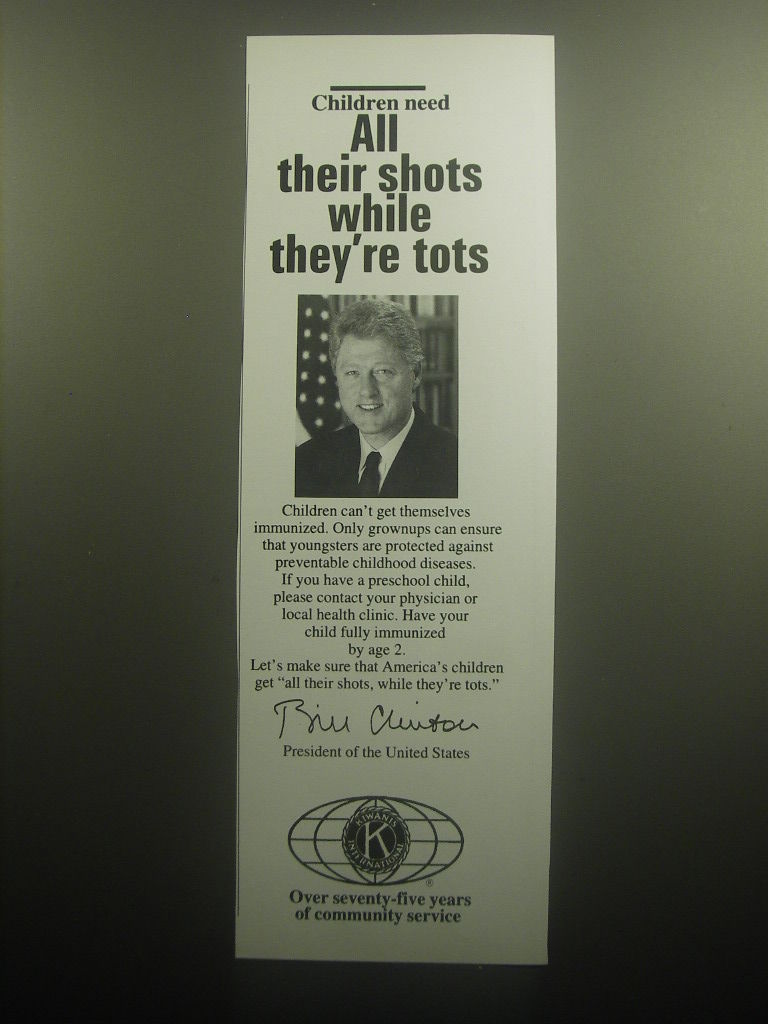 Children need
All
their shots
while
they're tots
Children can't get themselves
immunized. Only grownups can ensure
that youngsters are protected against
preventable childhood diseases.
If you have a preschool child,
please contact your physician or
local health clinic. Have your
child fully immunized
by age 2.
Let's make sure that America's children
get “all their shots, while they're tots.”
Bill Clinton
President of the United States
KIWANIS
K
INTERNATIONAL
®
Over seventy-five years
of community service